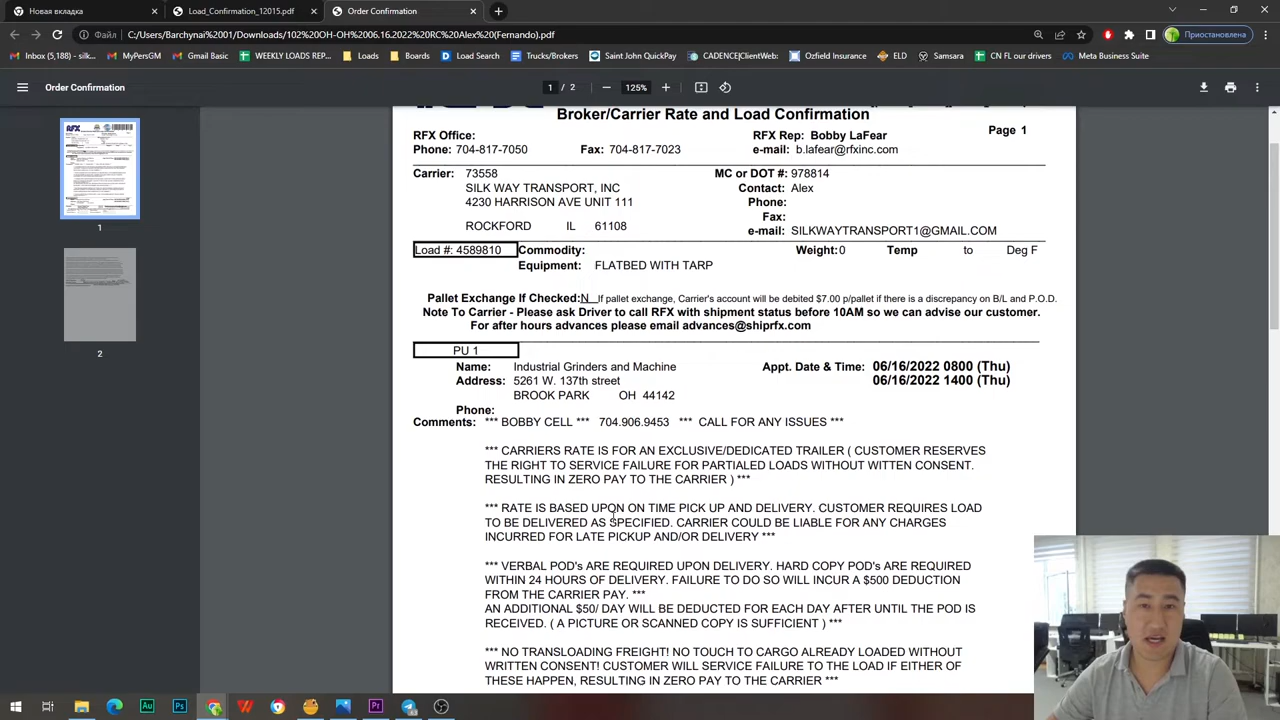 Новая вкладка
Load_Confirmation_12015.pdf
Order Confirmation
Файл
C:/Users/Barchynai%2001/Downloads/102%20OH-OH%2006.16.2022%20RC%20Alex%20(Fernando).pdf
Приостановлена
Inbox (5,188) - silk...
MyPersGM
Gmail Basic
WEEKLY LOADS REP...
Loads
Boards
Load Search
Trucks/Brokers
Saint John QuickPay
CADENCE|ClientWeb:
Ozfield Insurance
ELD
Samsara
CN FL our drivers
Meta Business Suite
Order Confirmation
1 / 2
125%
Broker/Carrier Rate and Load Confirmation
Page 1
RFX Office:
RFX Rep: Bobby LaFear
Phone: 704-817-7050
Fax: 704-817-7023
e-mail: blafear@rfxinc.com
Carrier: 73558
MC or DOT #: 978814
SILK WAY TRANSPORT, INC
Contact: Alex
4230 HARRISON AVE UNIT 111
Phone:
Fax:
ROCKFORD IL 61108
e-mail: SILKWAYTRANSPORT1@GMAIL.COM
Load #: 4589810
Commodity:
Weight: 0
Temp
to
Deg F
Equipment: FLATBED WITH TARP
Pallet Exchange If Checked: N If pallet exchange, Carrier's account will be debited $7.00 p/pallet if there is a discrepancy on B/L and P.O.D.
Note To Carrier - Please ask Driver to call RFX with shipment status before 10AM so we can advise our customer.
For after hours advances please email advances@shiprfx.com
PU 1
Name: Industrial Grinders and Machine
Appt. Date & Time: 06/16/2022 0800 (Thu)
Address: 5261 W. 137th street
06/16/2022 1400 (Thu)
BROOK PARK OH 44142
Phone:
Comments: *** BOBBY CELL *** 704.906.9453 *** CALL FOR ANY ISSUES ***
*** CARRIERS RATE IS FOR AN EXCLUSIVE/DEDICATED TRAILER ( CUSTOMER RESERVES
THE RIGHT TO SERVICE FAILURE FOR PARTIALED LOADS WITHOUT WITTEN CONSENT.
RESULTING IN ZERO PAY TO THE CARRIER ) ***
*** RATE IS BASED UPON ON TIME PICK UP AND DELIVERY. CUSTOMER REQUIRES LOAD
TO BE DELIVERED AS SPECIFIED. CARRIER COULD BE LIABLE FOR ANY CHARGES
INCURRED FOR LATE PICKUP AND/OR DELIVERY ***
*** VERBAL POD's ARE REQUIRED UPON DELIVERY. HARD COPY POD's ARE REQUIRED
WITHIN 24 HOURS OF DELIVERY. FAILURE TO DO SO WILL INCUR A $500 DEDUCTION
FROM THE CARRIER PAY. ***
AN ADDITIONAL $50/ DAY WILL BE DEDUCTED FOR EACH DAY AFTER UNTIL THE POD IS
RECEIVED. ( A PICTURE OR SCANNED COPY IS SUFFICIENT ) ***
*** NO TRANSLOADING FREIGHT! NO TOUCH TO CARGO ALREADY LOADED WITHOUT
WRITTEN CONSENT! CUSTOMER WILL SERVICE FAILURE TO THE LOAD IF EITHER OF
THESE HAPPEN, RESULTING IN ZERO PAY TO THE CARRIER ***
RFX
1
2